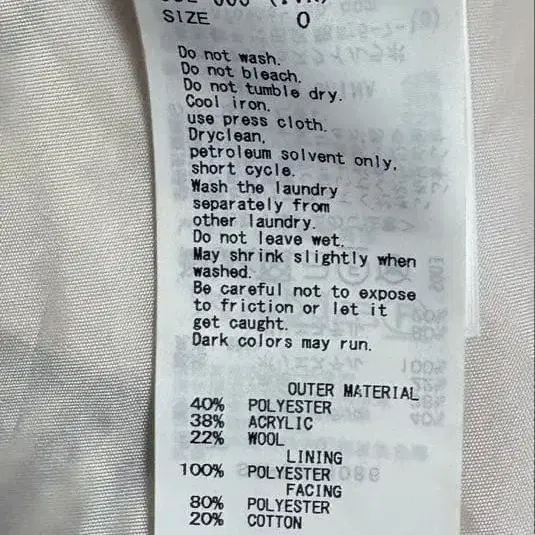 SIZE 0
Do not wash.
Do not bleach.
Do not tumble dry.
Cool iron.
use press cloth.
Dryclean,
petroleum solvent only,
short cycle.
Wash the laundry
separately from
other laundry.
Do not leave wet.
May shrink slightly when
washed.
Be careful not to expose
to friction or let it
get caught.
Dark colors may run.
OUTER MATERIAL
40% POLYESTER
38% ACRYLIC
22% WOOL
LINING
100% POLYESTER
FACING
80% POLYESTER
20% COTTON